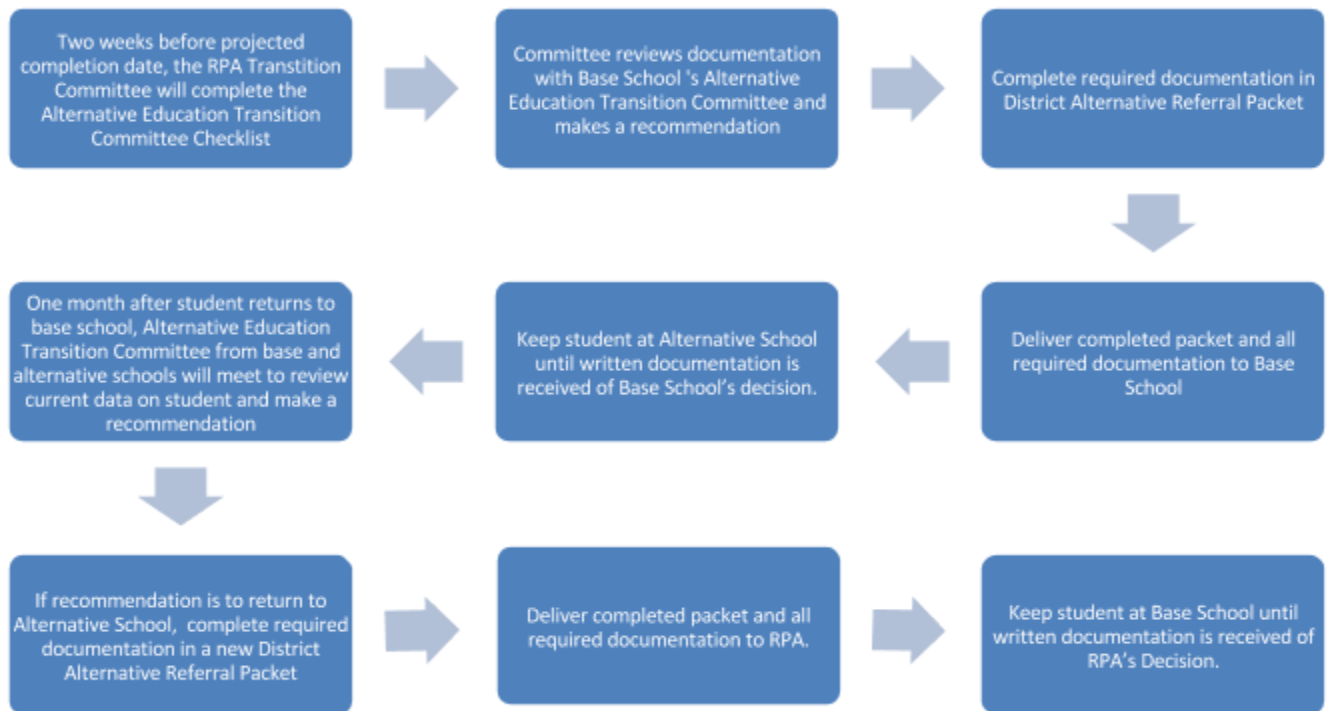 Two weeks before projected
completion date, the RPA Transtition
Committee will complete the
Alternative Education Transition
Committee Checklist
Committee reviews documentation
with Base School 's Alternative
Education Transition Committee and
makes a recommendation
Complete required documentation in
District Alternative Referral Packet
Deliver completed packet and all
required documentation to Base
School
Keep student at Alternative School
until written documentation is
received of Base School’s decision.
One month after student returns to
base school, Alternative Education
Transition Committee from base and
alternative schools will meet to review
current data on student and make a
recommendation
If recommendation is to return to
Alternative School, complete required
documentation in a new District
Alternative Referral Packet
Deliver completed packet and all
required documentation to RPA.
Keep student at Base School until
written documentation is received of
RPA’s Decision.